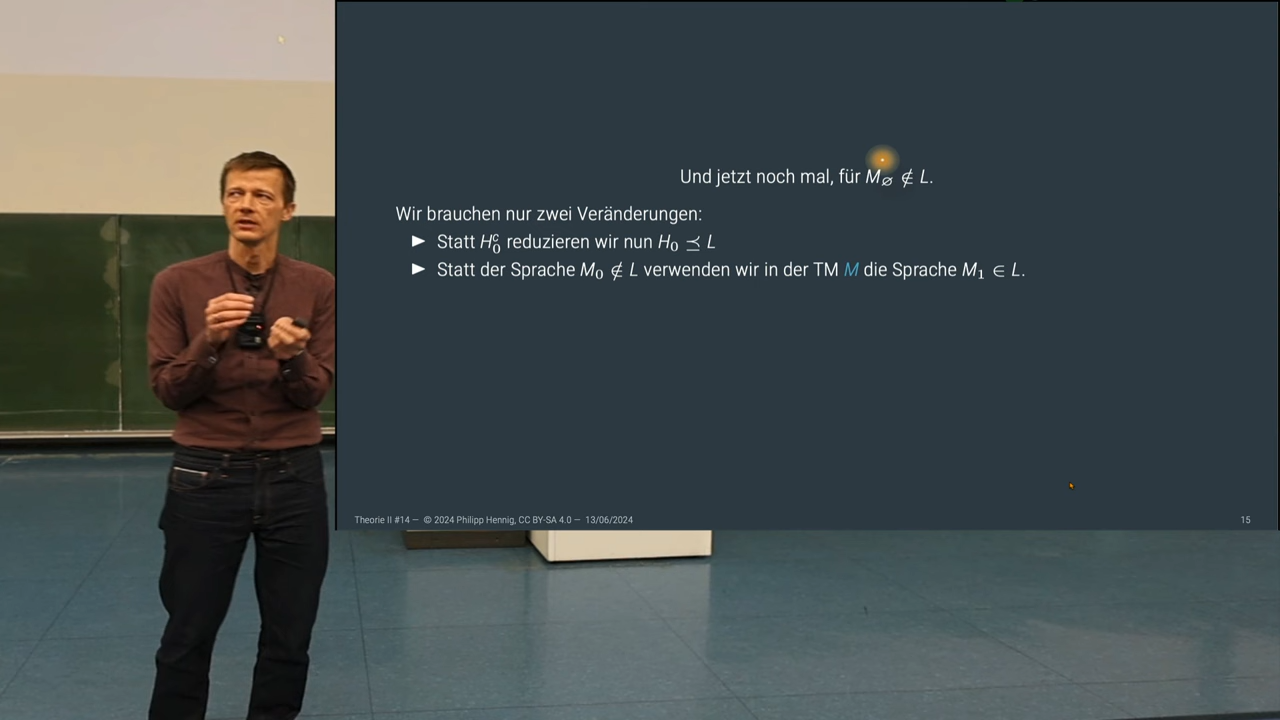 Und jetzt noch mal, für M_∅ ∉ L.
Wir brauchen nur zwei Veränderungen:
▶ Statt H₀ᶜ reduzieren wir nun H₀ ⪯ L
▶ Statt der Sprache M₀ ∉ L verwenden wir in der TM M die Sprache M₁ ∈ L.
Theorie II #14 — © 2024 Philipp Hennig, CC BY-SA 4.0 — 13/06/2024
15